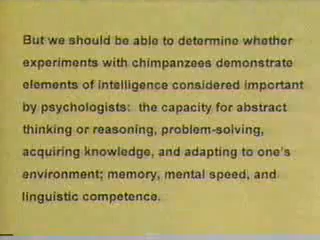 But we should be able to determine whether
experiments with chimpanzees demonstrate
elements of intelligence considered important
by psychologists: the capacity for abstract
thinking or reasoning, problem-solving,
acquiring knowledge, and adapting to one's
environment; memory, mental speed, and
linguistic competence.